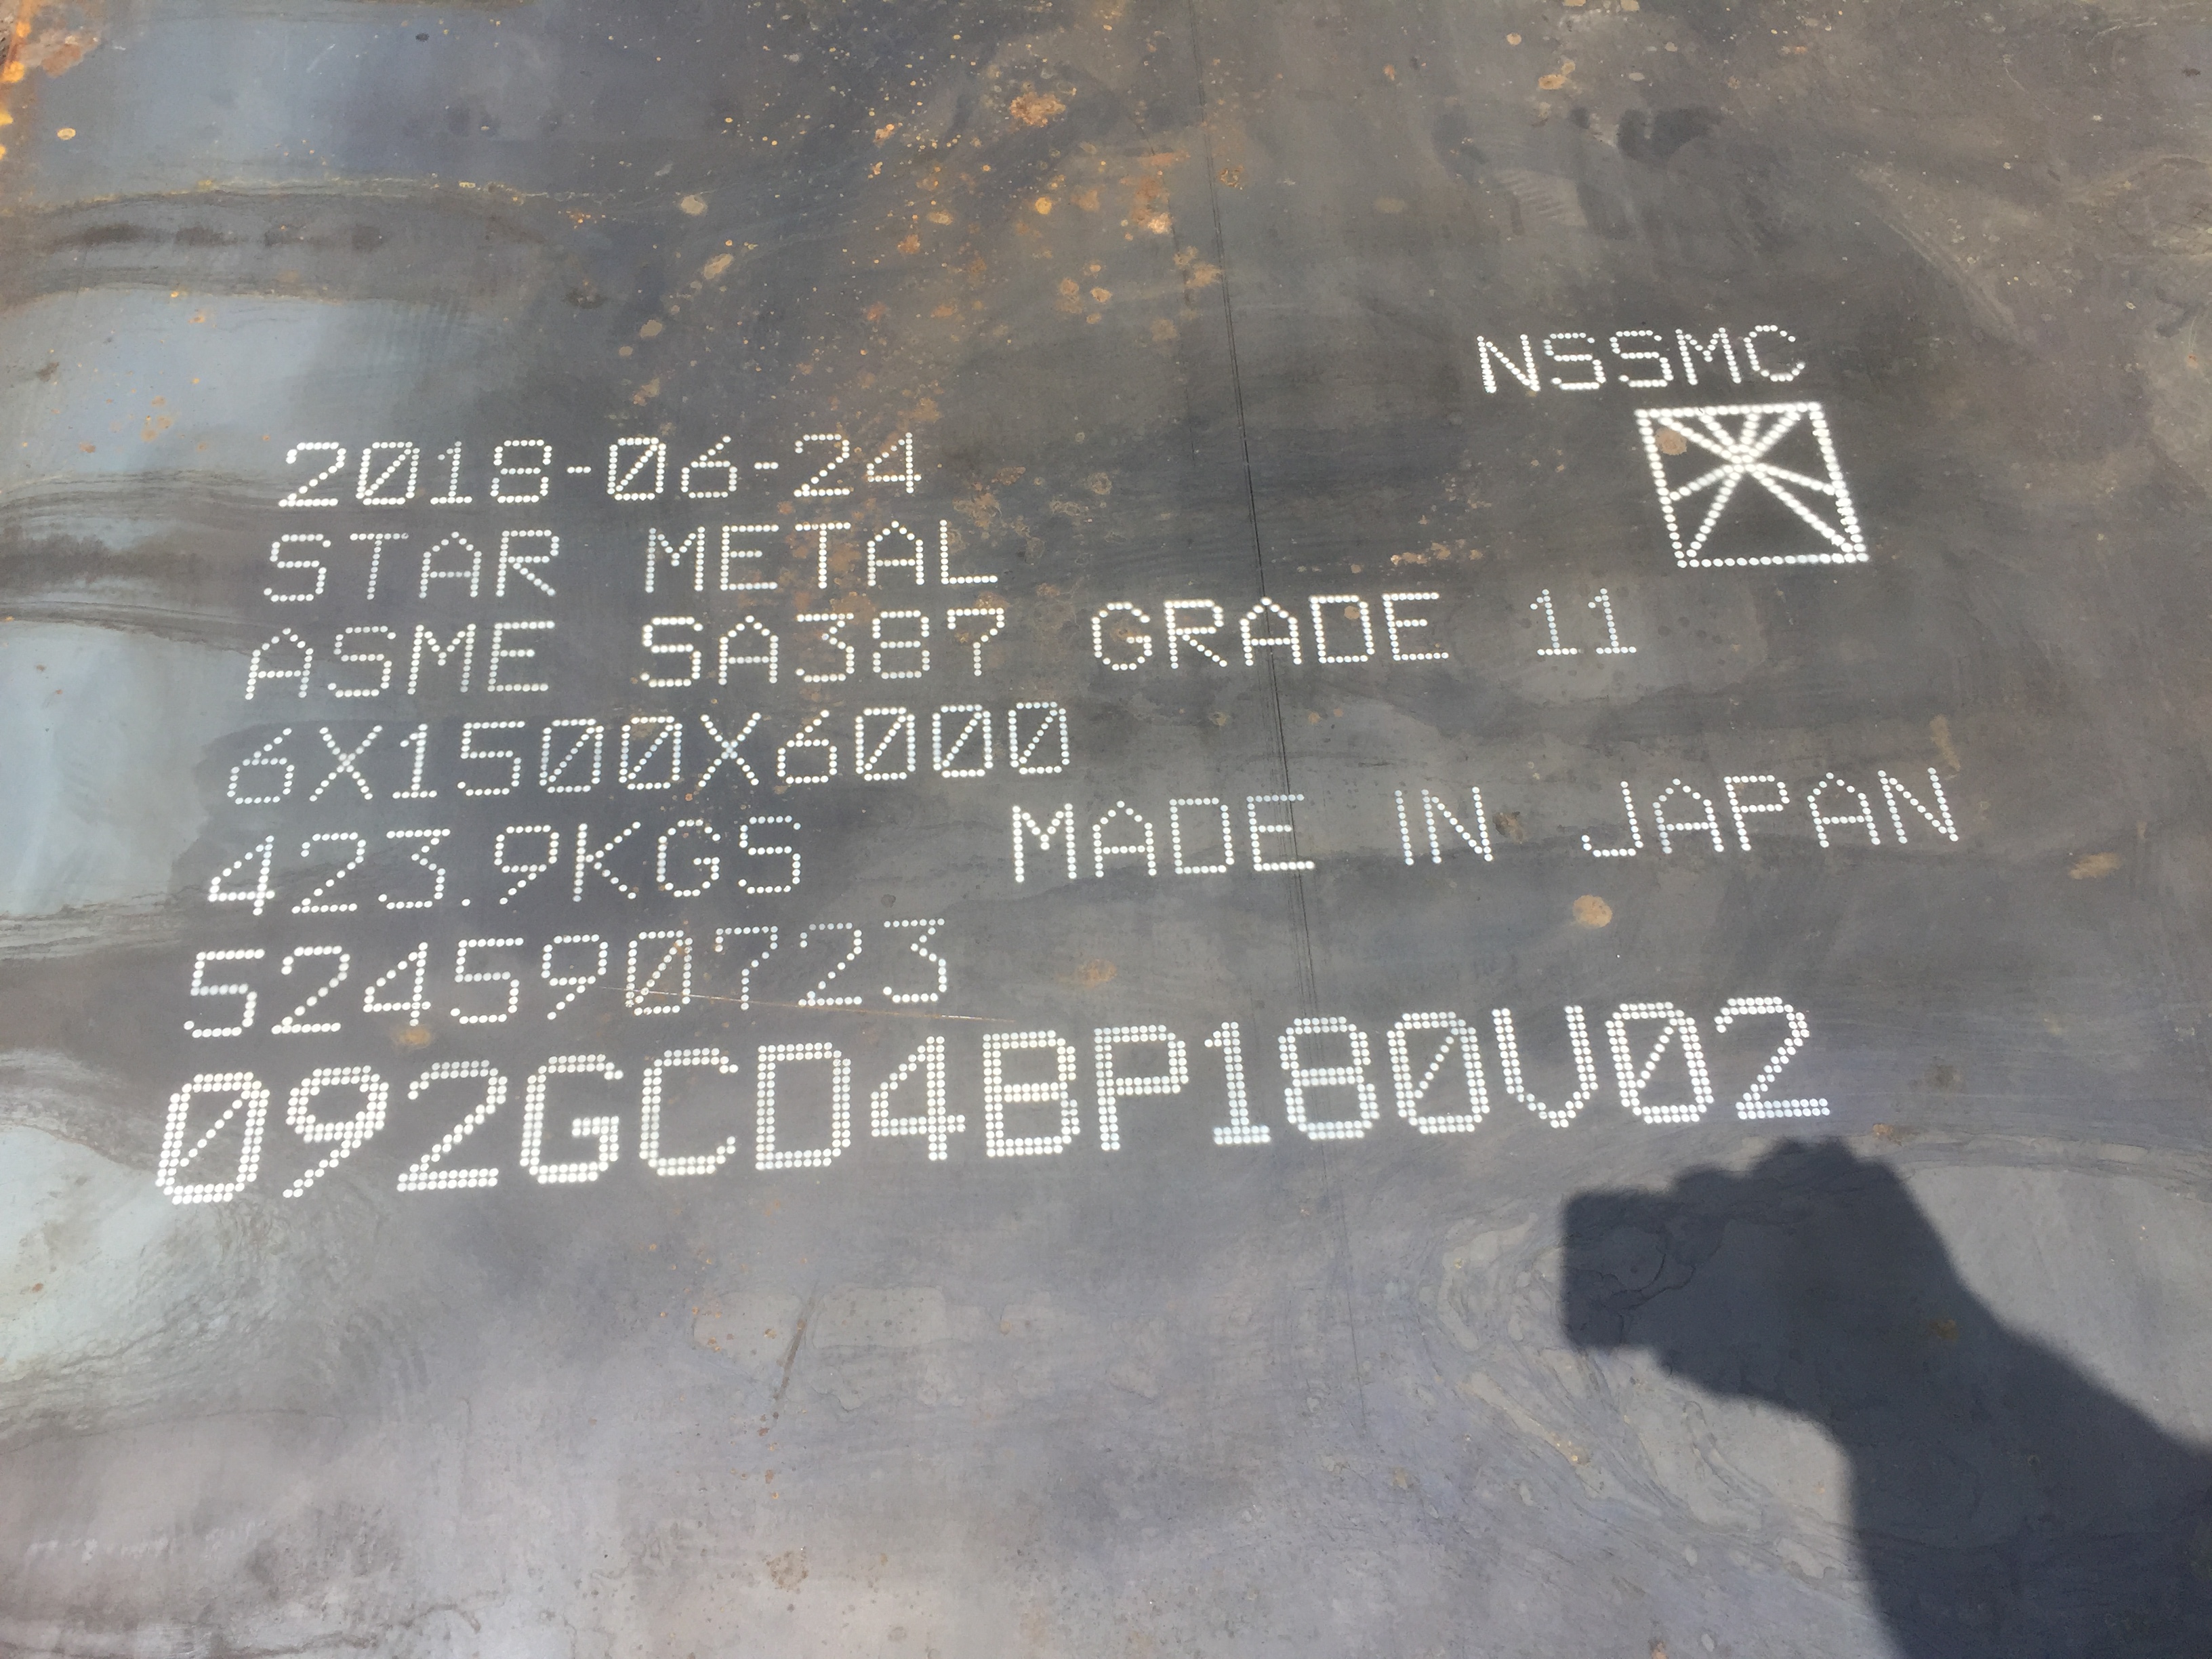 NSSMC
2018-06-24
STAR METAL
ASME SA387 GRADE 11
6X1500X6000
423.9KGS MADE IN JAPAN
524590723
092GCD4BP180V02